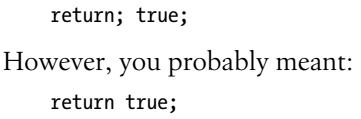 return; true;
However, you probably meant:
return true;